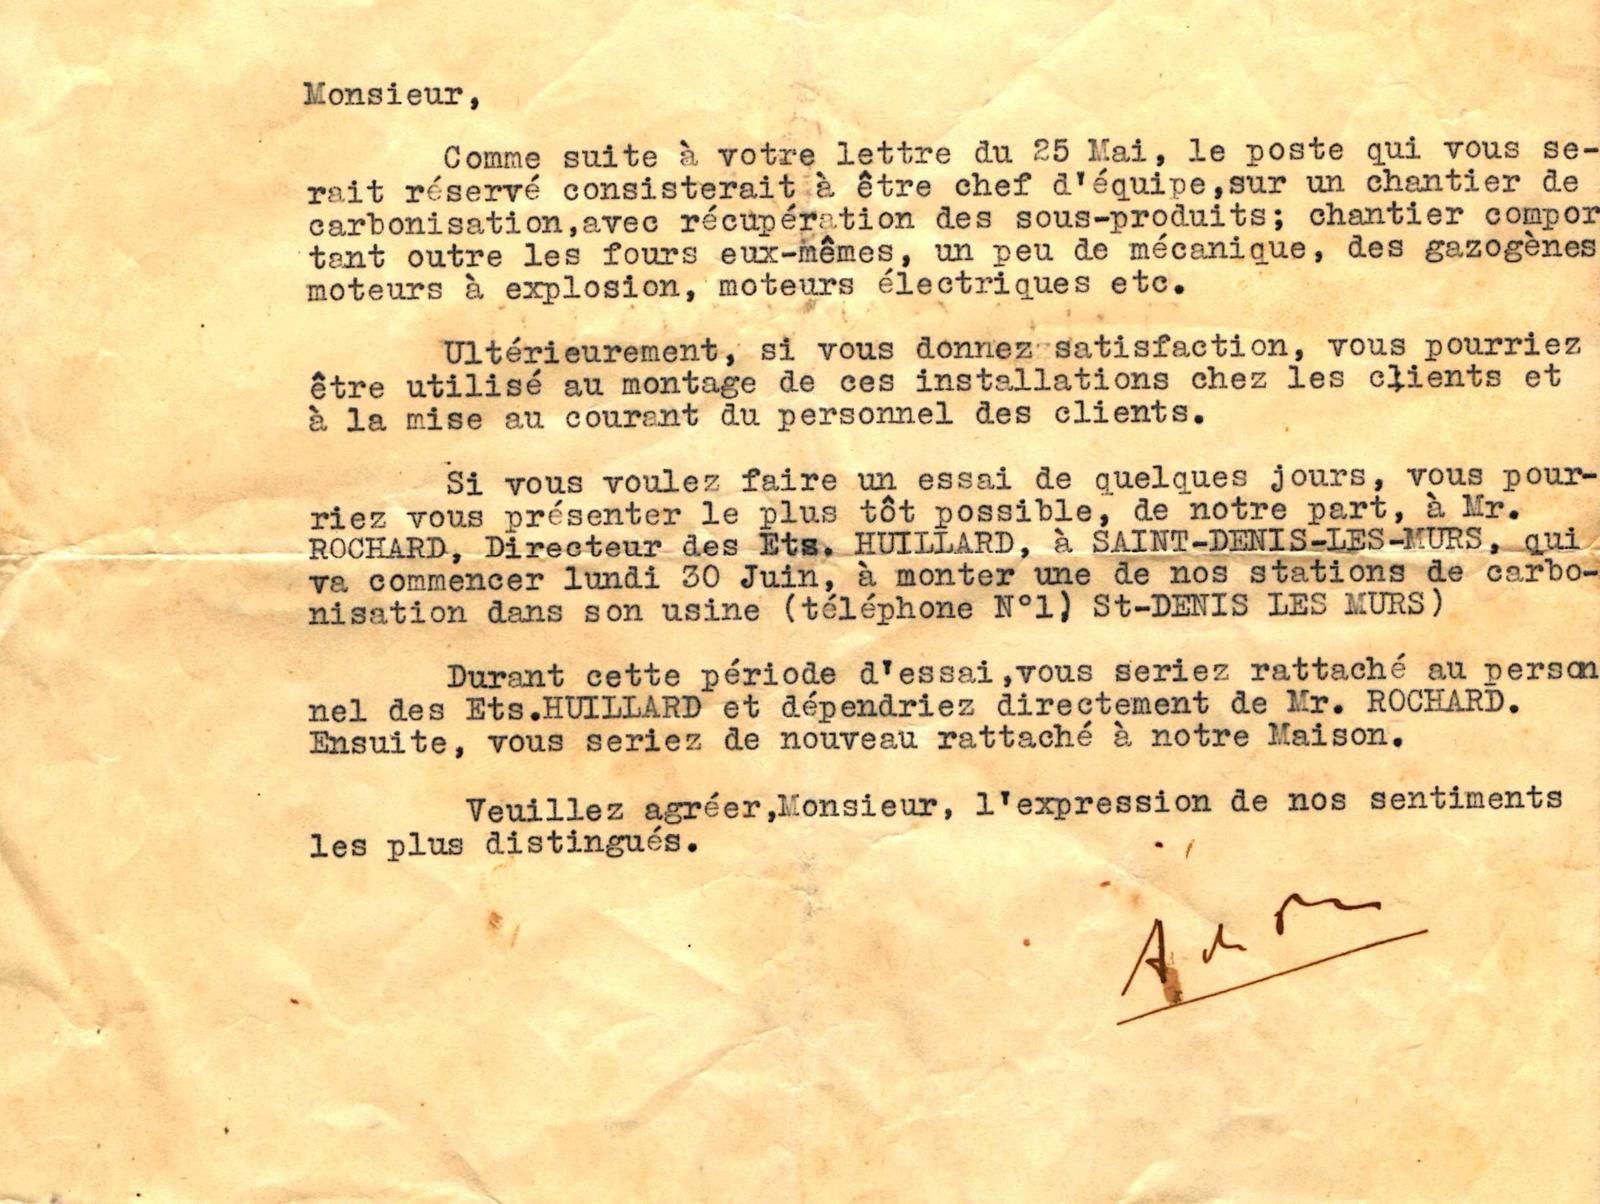 Monsieur,
Comme suite à votre lettre du 25 Mai, le poste qui vous se-
rait réservé consisterait à être chef d'équipe,sur un chantier de
carbonisation,avec récupération des sous-produits; chantier compor
tant outre les fours eux-mêmes, un peu de mécanique, des gazogènes
moteurs à explosion, moteurs électriques etc.
Ultérieurement, si vous donnez satisfaction, vous pourriez
être utilisé au montage de ces installations chez les clients et
à la mise au courant du personnel des clients.
Si vous voulez faire un essai de quelques jours, vous pour-
riez vous présenter le plus tôt possible, de notre part, à Mr.
ROCHARD, Directeur des Ets. HUILLARD, à SAINT-DENIS-LES-MURS, qui
va commencer lundi 30 Juin, à monter une de nos stations de carbo-
nisation dans son usine (téléphone N°1) St-DENIS LES MURS)
Durant cette période d'essai,vous seriez rattaché au person
nel des Ets.HUILLARD et dépendriez directement de Mr. ROCHARD.
Ensuite, vous seriez de nouveau rattaché à notre Maison.
Veuillez agréer,Monsieur, l'expression de nos sentiments
les plus distingués.